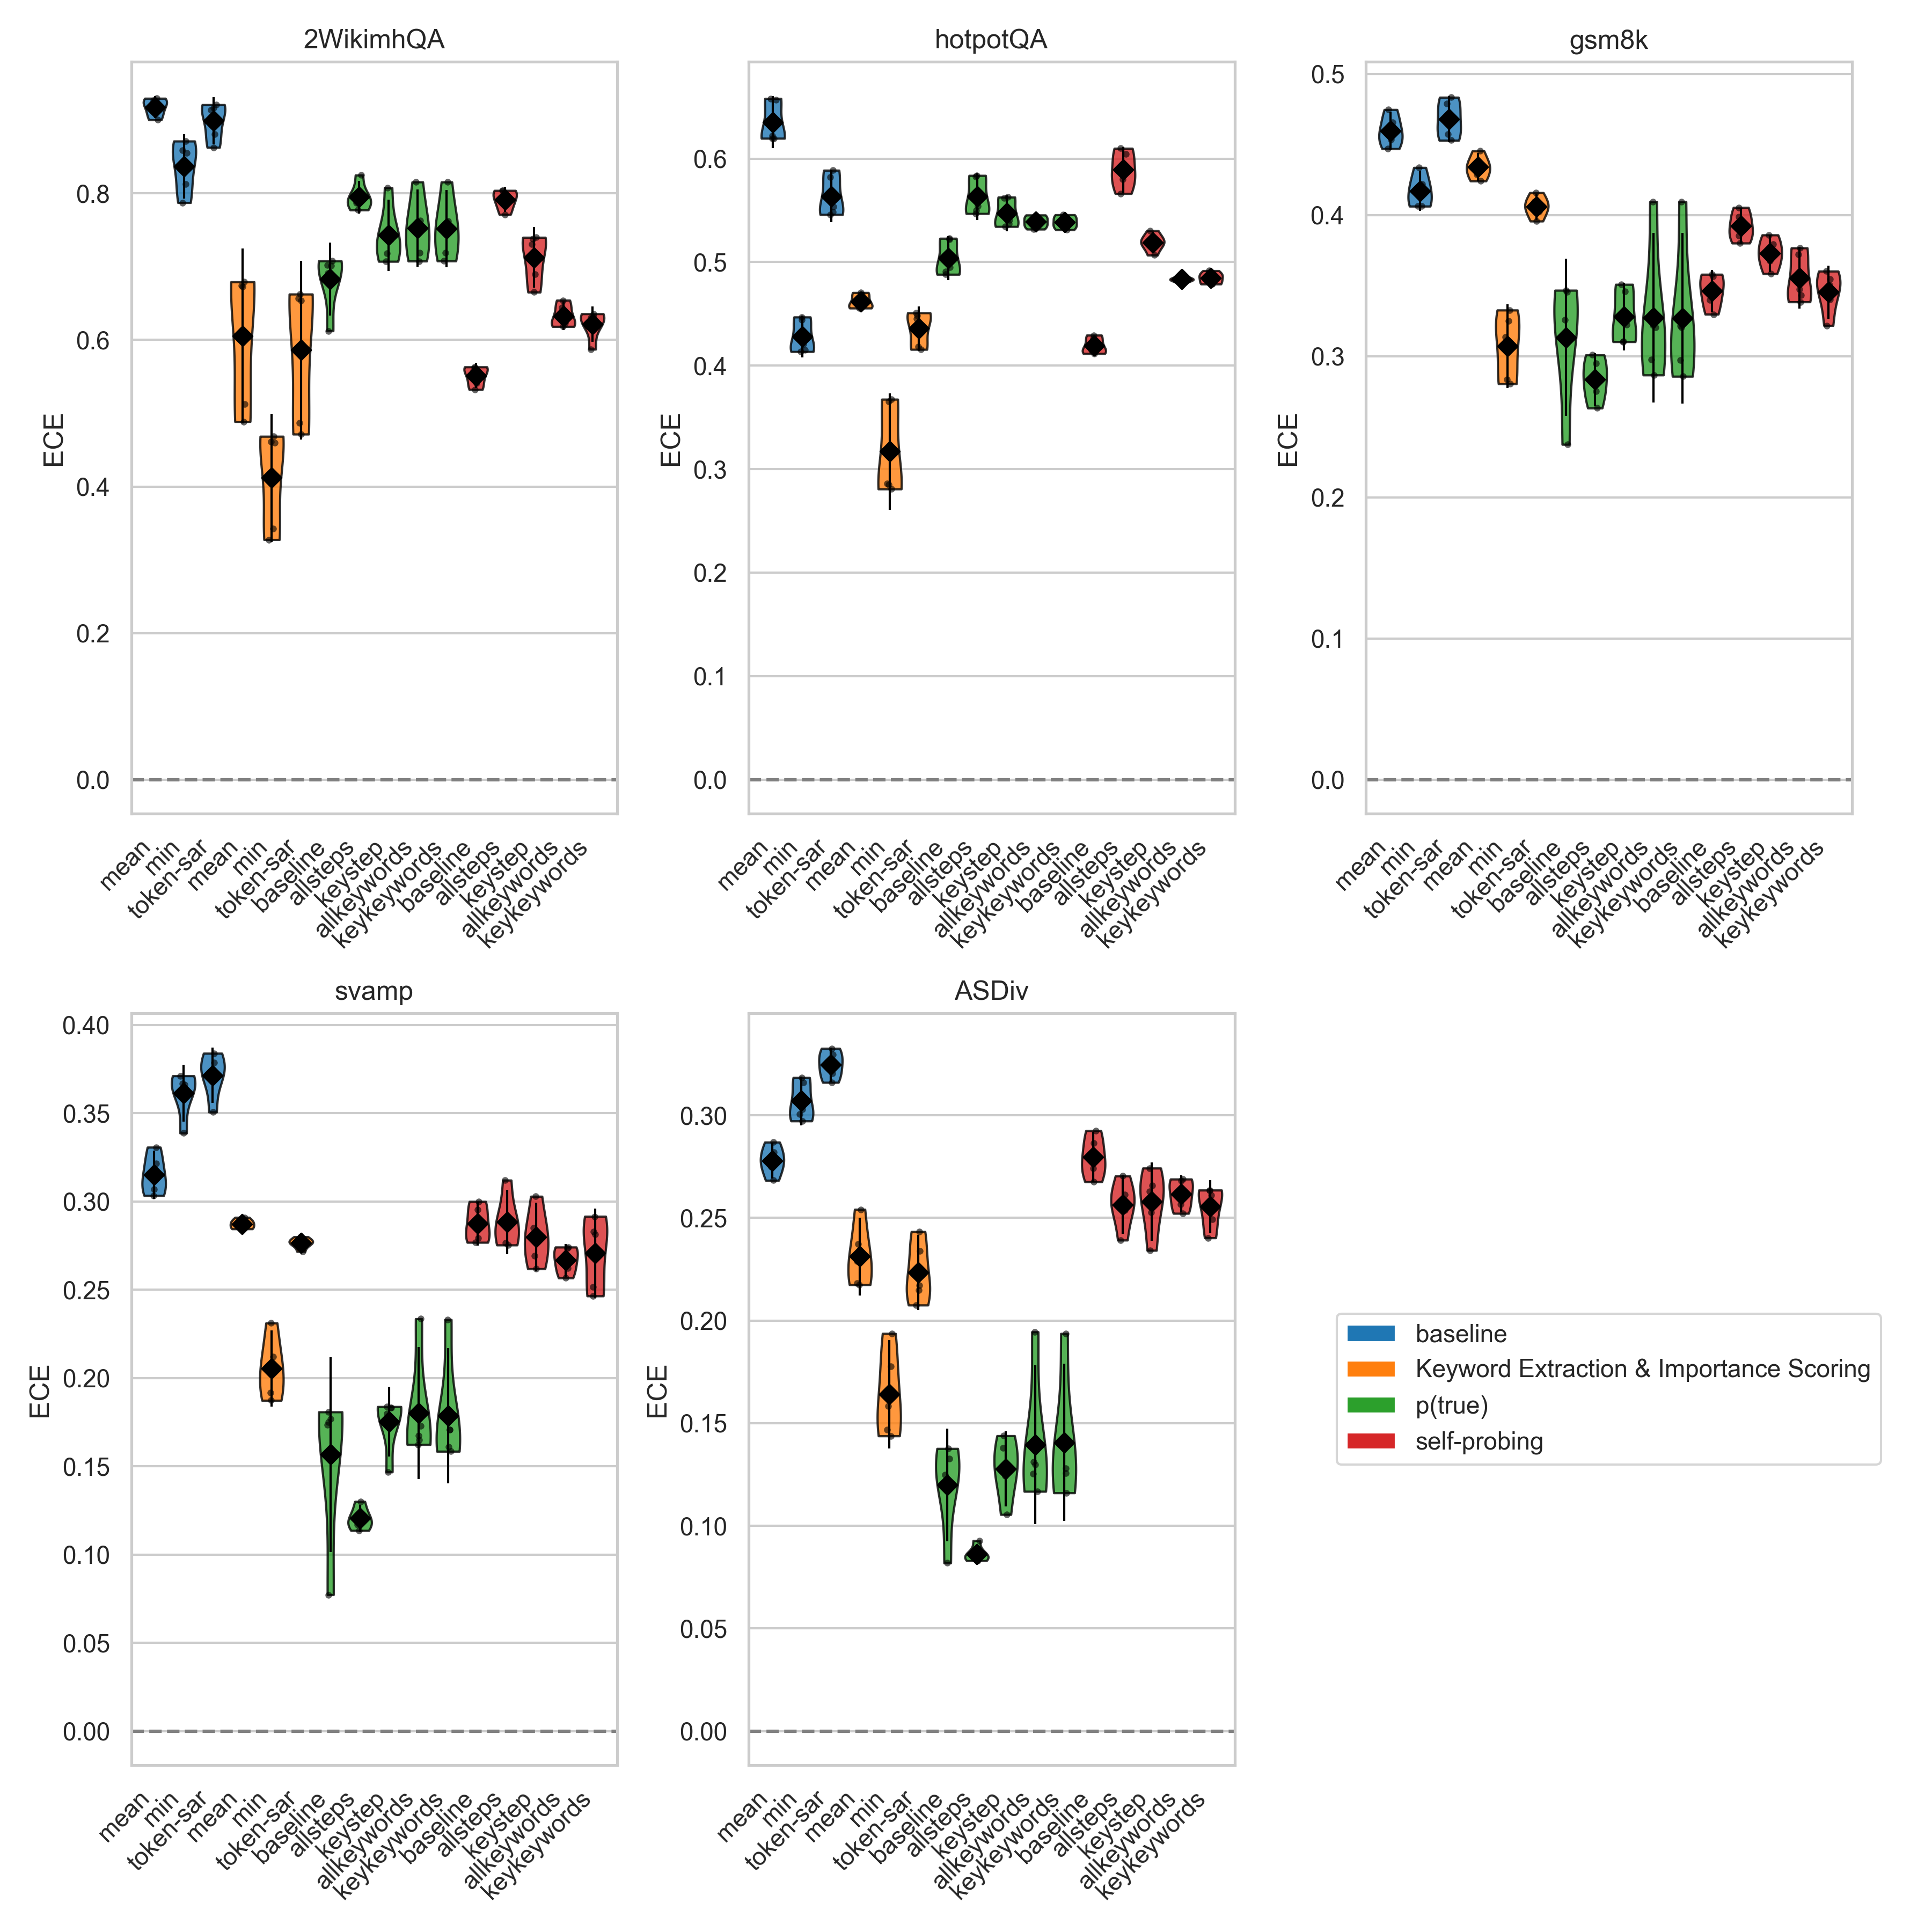 2WikimhQA
ECE
0.8
0.6
0.4
0.2
0.0
mean
min
token-sar
mean
min
token-sar
baseline
allsteps
keystep
allkeywords
keykeywords
baseline
allsteps
keystep
allkeywords
keykeywords
hotpotQA
ECE
0.6
0.5
0.4
0.3
0.2
0.1
0.0
mean
min
token-sar
mean
min
token-sar
baseline
allsteps
keystep
allkeywords
keykeywords
baseline
allsteps
keystep
allkeywords
keykeywords
gsm8k
ECE
0.5
0.4
0.3
0.2
0.1
0.0
mean
min
token-sar
mean
min
token-sar
baseline
allsteps
keystep
allkeywords
keykeywords
baseline
allsteps
keystep
allkeywords
keykeywords
svamp
ECE
0.40
0.35
0.30
0.25
0.20
0.15
0.10
0.05
0.00
mean
min
token-sar
mean
min
token-sar
baseline
allsteps
keystep
allkeywords
keykeywords
baseline
allsteps
keystep
allkeywords
keykeywords
ASDiv
ECE
0.30
0.25
0.20
0.15
0.10
0.05
0.00
mean
min
token-sar
mean
min
token-sar
baseline
allsteps
keystep
allkeywords
keykeywords
baseline
allsteps
keystep
allkeywords
keykeywords
baseline
Keyword Extraction & Importance Scoring
p(true)
self-probing